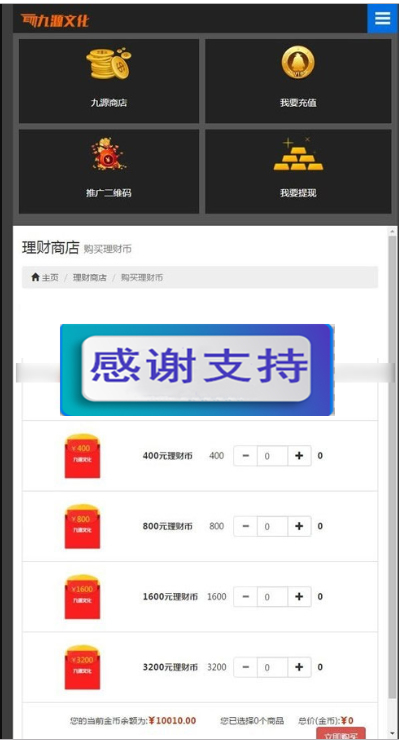 九源文化
九源商店
我要充值
推广二维码
我要提现
理财商店 购买理财币
主页 / 理财商店 / 购买理财币
感谢支持
¥400
九源文化
400元理财币 400 - 0 + 0
¥800
九源文化
800元理财币 800 - 0 + 0
¥1600
九源文化
1600元理财币 1600 - 0 + 0
¥3200
九源文化
3200元理财币 3200 - 0 + 0
您的当前金币余额为:¥10010.00 您已选择0个商品 总价(金币):¥0
立即购买